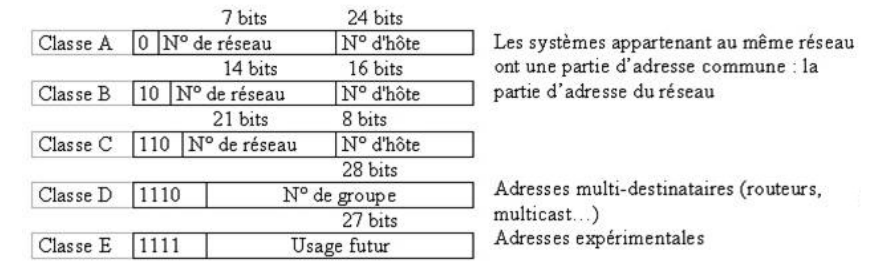 7 bits 24 bits
Classe A 0 N° de réseau N° d'hôte Les systèmes appartenant au même réseau
14 bits 16 bits ont une partie d'adresse commune : la
Classe B 10 N° de réseau N° d'hôte partie d'adresse du réseau
21 bits 8 bits
Classe C 110 N° de réseau N° d'hôte
28 bits
Classe D 1110 N° de groupe Adresses multi-destinataires (routeurs,
27 bits multicast...)
Classe E 1111 Usage futur Adresses expérimentales